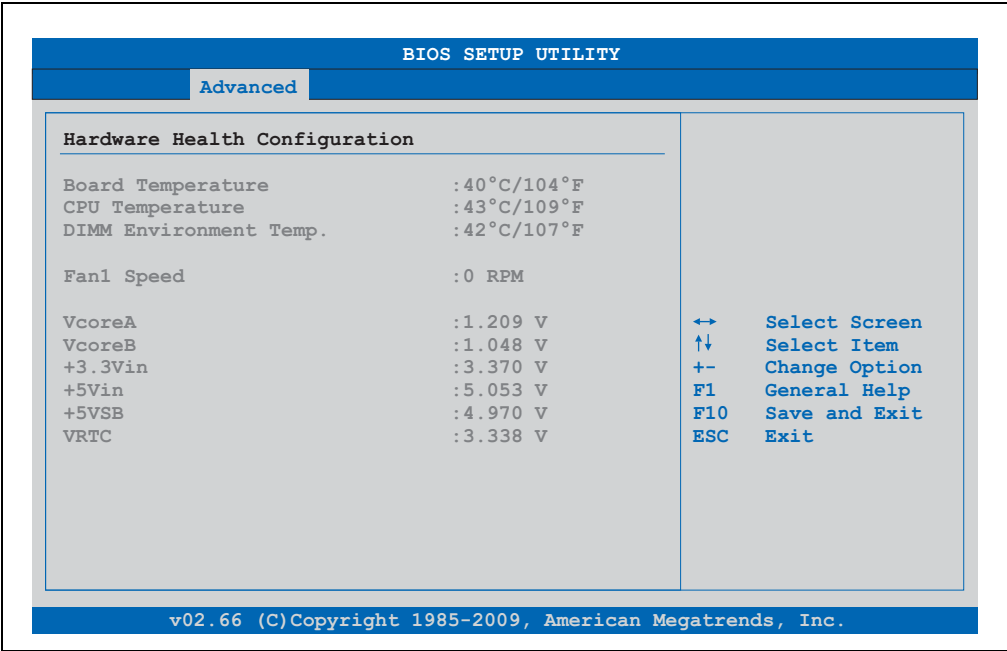 BIOS SETUP UTILITY
Advanced
Hardware Health Configuration
Board Temperature :40°C/104°F
CPU Temperature :43°C/109°F
DIMM Environment Temp. :42°C/107°F
Fan1 Speed :0 RPM
VcoreA :1.209 V
VcoreB :1.048 V
+3.3Vin :3.370 V
+5Vin :5.053 V
+5VSB :4.970 V
VRTC :3.338 V
↔ Select Screen
↑↓ Select Item
+- Change Option
F1 General Help
F10 Save and Exit
ESC Exit
v02.66 (C)Copyright 1985-2009, American Megatrends, Inc.